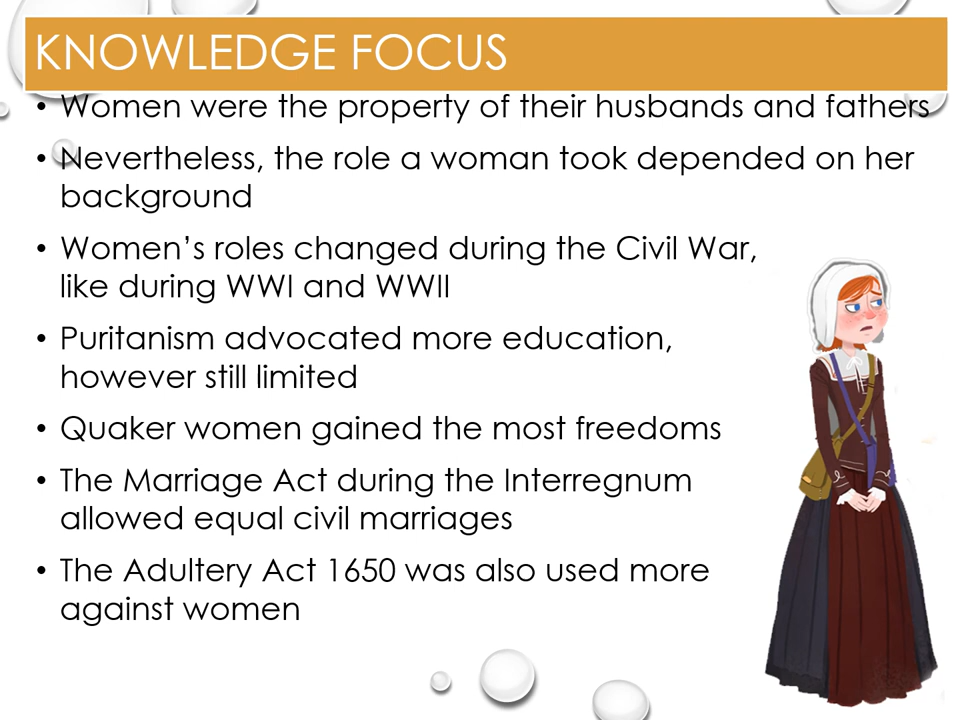 KNOWLEDGE FOCUS
• Women were the property of their husbands and fathers
• Nevertheless, the role a woman took depended on her
background
• Women’s roles changed during the Civil War,
like during WWI and WWII
• Puritanism advocated more education,
however still limited
• Quaker women gained the most freedoms
• The Marriage Act during the Interregnum
allowed equal civil marriages
• The Adultery Act 1650 was also used more
against women